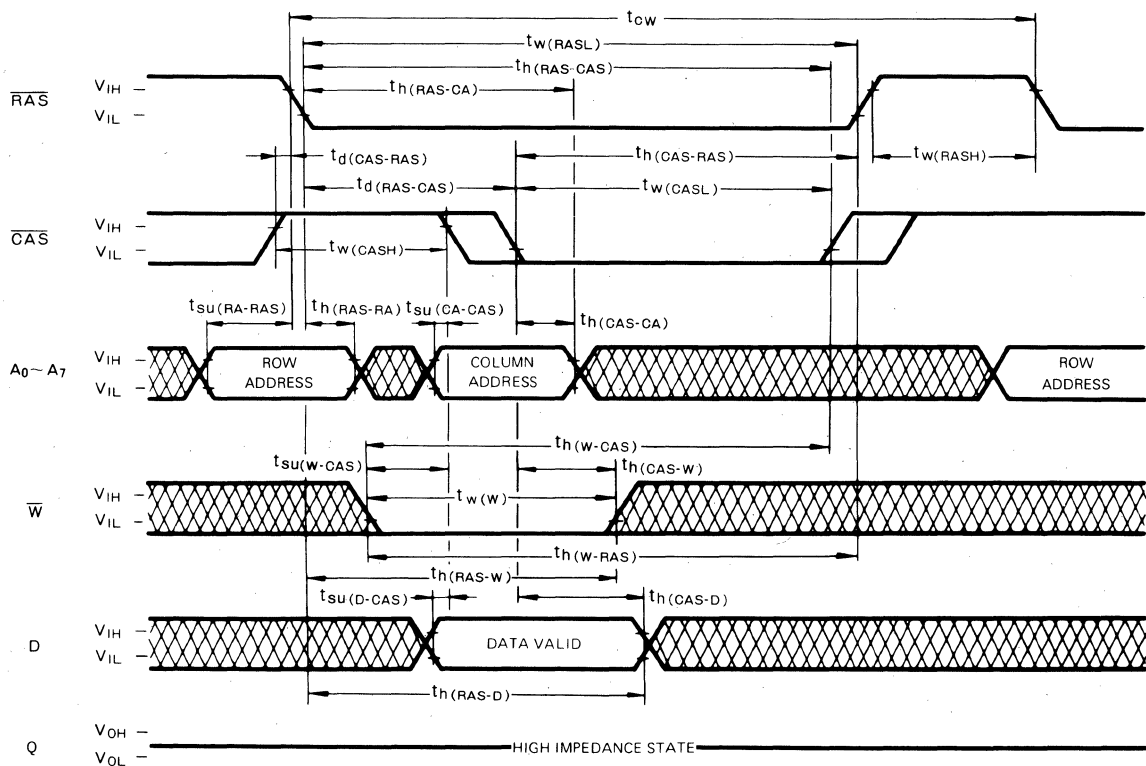 tCW
tW(RASL)
th(RAS-CAS)
th(RAS-CA)
RAS
VIH
VIL
td(CAS-RAS)
th(CAS-RAS)
tW(RASH)
td(RAS-CAS)
tW(CASL)
CAS
VIH
VIL
tW(CASH)
tsu(RA-RAS)
th(RAS-RA)
tsu(CA-CAS)
th(CAS-CA)
A0~A7
VIH
VIL
ROW
ADDRESS
COLUMN
ADDRESS
ROW
ADDRESS
th(W-CAS)
tsu(W-CAS)
th(CAS-W)
W
VIH
VIL
tW(W)
th(W-RAS)
th(RAS-W)
tsu(D-CAS)
th(CAS-D)
D
VIH
VIL
DATA VALID
th(RAS-D)
Q
VOH
VOL
HIGH IMPEDANCE STATE